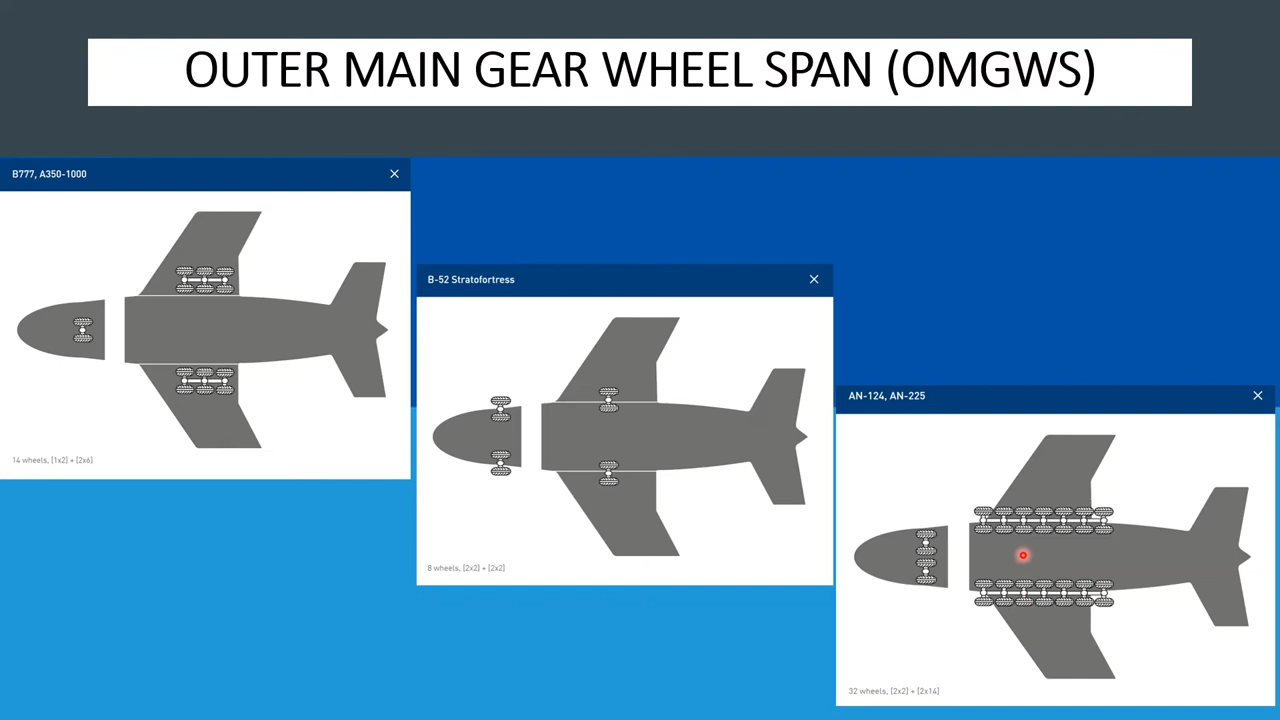 OUTER MAIN GEAR WHEEL SPAN (OMGWS)
B777, A350-1000
14 wheels, [1x2] + [2x6]
B-52 Stratofortress
8 wheels, [2x2] + [2x2]
AN-124, AN-225
32 wheels, [2x2] + [2x14]